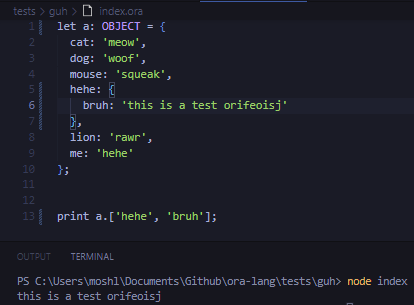 tests > guh > index.ora
1 let a: OBJECT = {
2 cat: 'meow',
3 dog: 'woof',
4 mouse: 'squeak',
5 hehe: {
6 bruh: 'this is a test orifeoisj'
7 },
8 lion: 'rawr',
9 me: 'hehe'
10 };
11
12
13 print a.['hehe', 'bruh'];
OUTPUT TERMINAL
PS C:\Users\moshl\Documents\Github\ora-lang\tests\guh> node index
this is a test orifeoisj